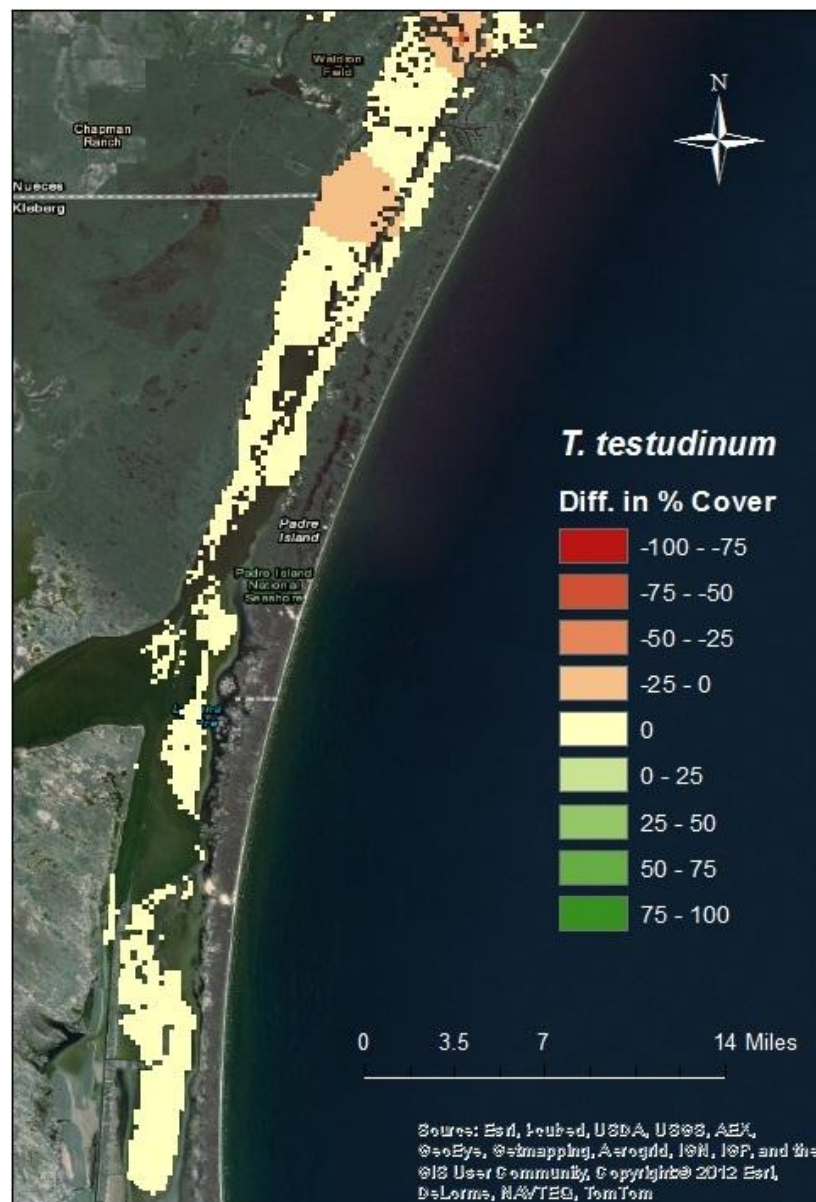 Waldron
Field
N
Chapman
Ranch
Nueces
Kleberg
T. testudinum
Diff. in % Cover
-100 - -75
-75 - -50
-50 - -25
-25 - 0
0
0 - 25
25 - 50
50 - 75
75 - 100
Padre
Island
Padre Island
National
Seashore
0 3.5 7 14 Miles
Source: Esri, i-cubed, USDA, USGS, AEX,
GeoEye, Getmapping, Aerogrid, IGN, IGP, and the
GIS User Community, Copyright:© 2012 Esri,
DeLorme, NAVTEQ, TomTom